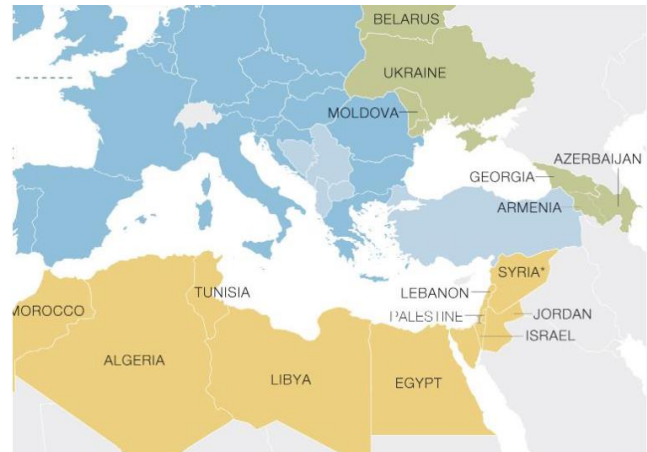 BELARUS
UKRAINE
MOLDOVA
AZERBAIJAN
GEORGIA
ARMENIA
SYRIA*
TUNISIA
LEBANON
MOROCCO
PALESTINE
JORDAN
ISRAEL
ALGERIA
LIBYA
EGYPT